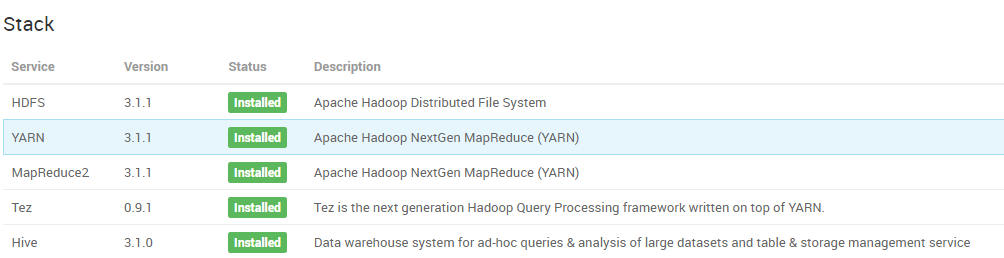 Stack
Service Version Status Description
HDFS 3.1.1 Installed Apache Hadoop Distributed File System
YARN 3.1.1 Installed Apache Hadoop NextGen MapReduce (YARN)
MapReduce2 3.1.1 Installed Apache Hadoop NextGen MapReduce (YARN)
Tez 0.9.1 Installed Tez is the next generation Hadoop Query Processing framework written on top of YARN.
Hive 3.1.0 Installed Data warehouse system for ad-hoc queries & analysis of large datasets and table & storage management service